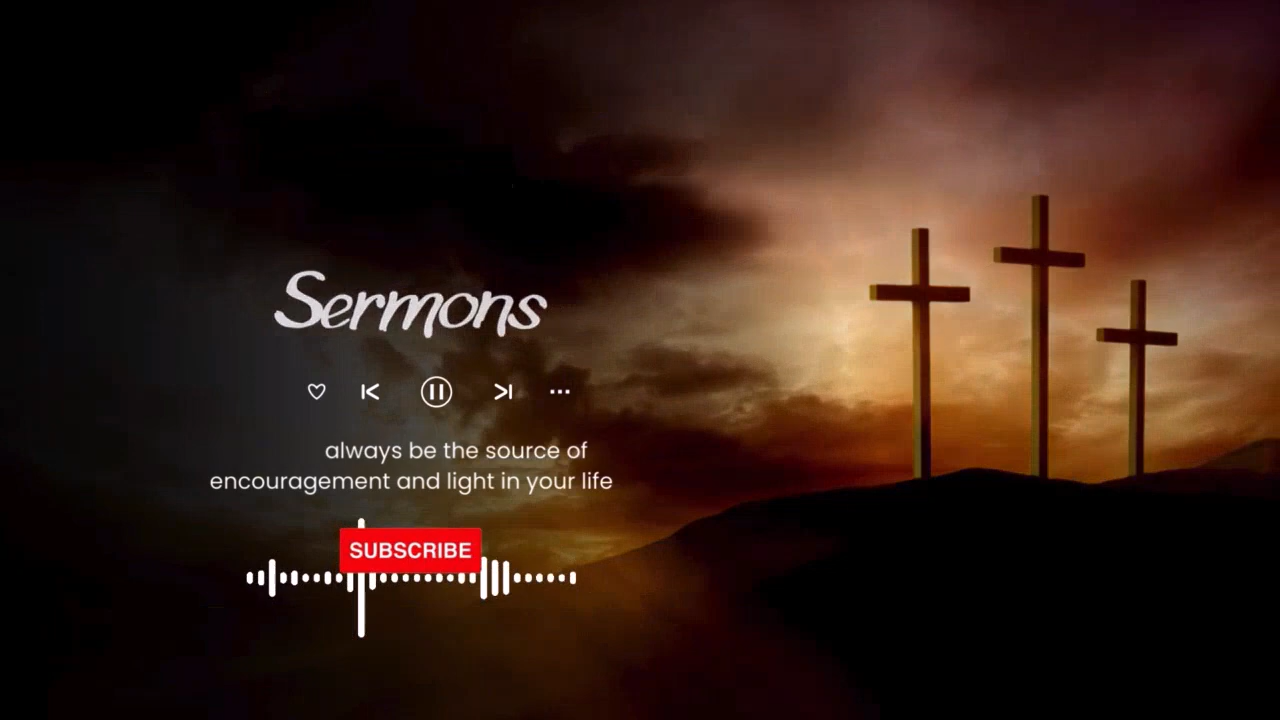 Sermons
always be the source of
encouragement and light in your life
SUBSCRIBE